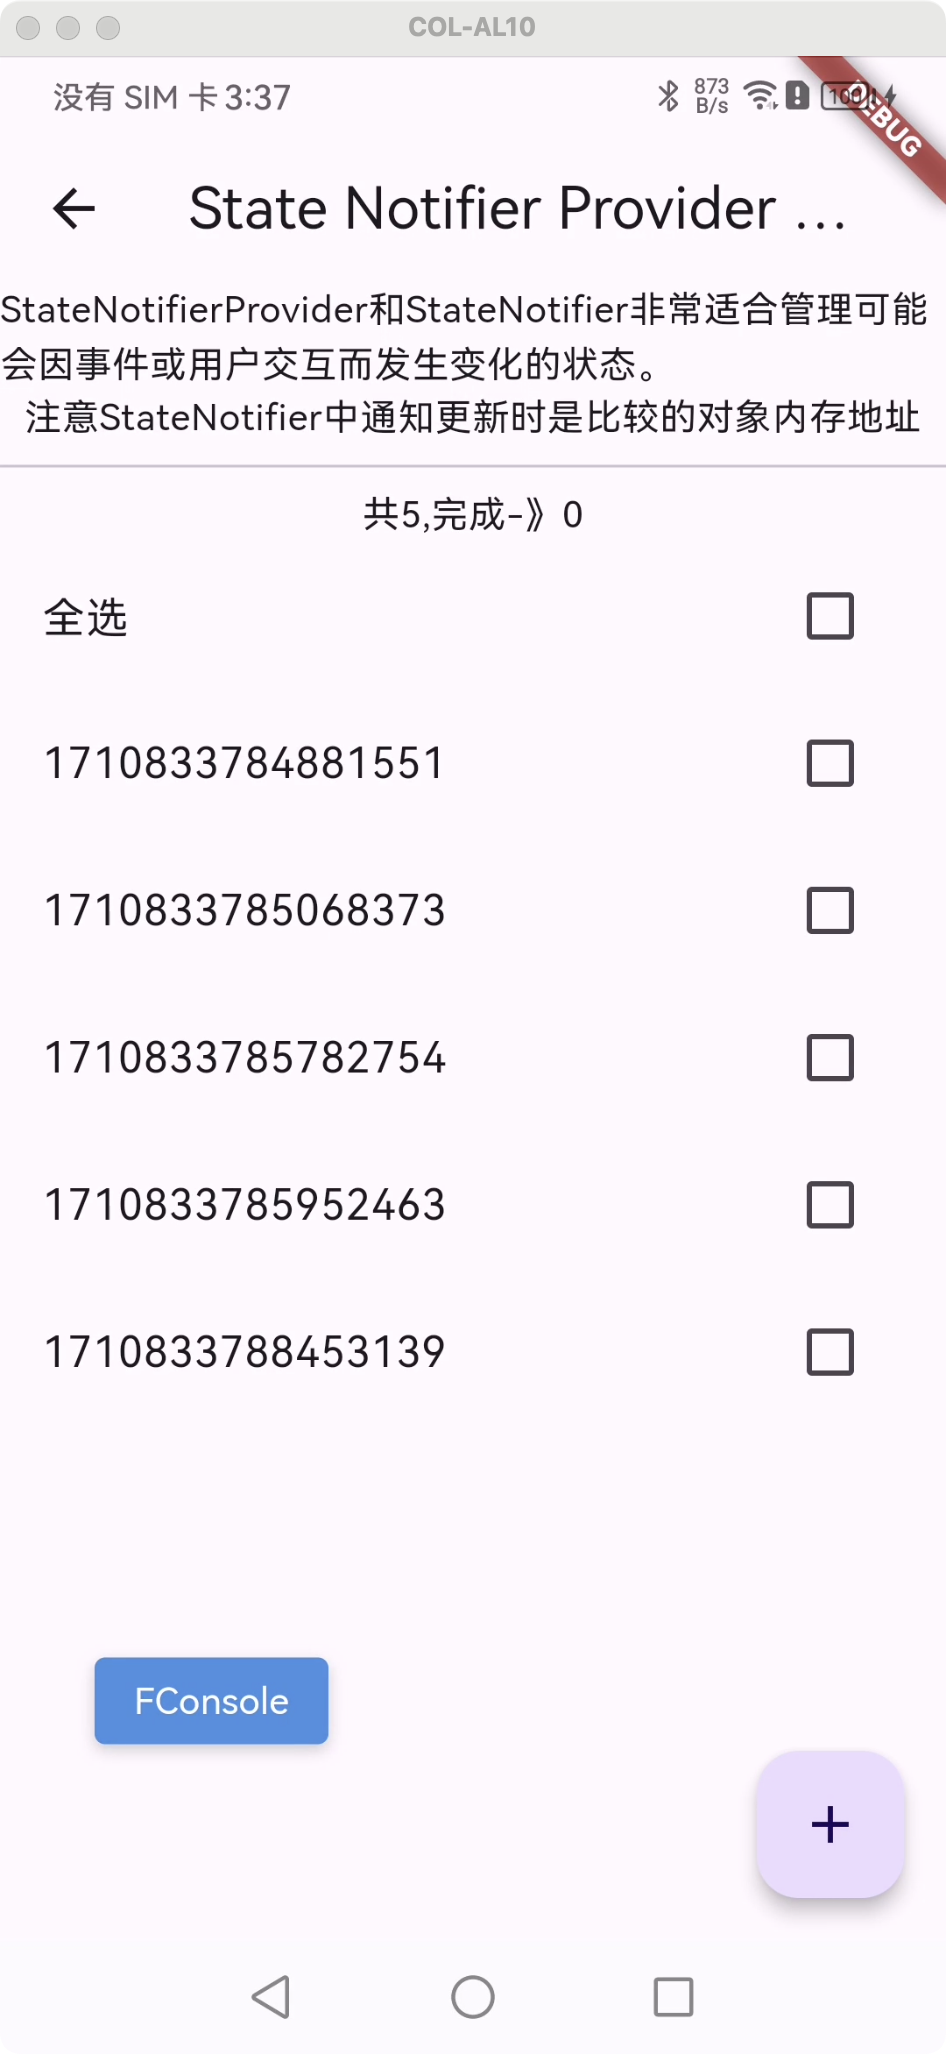 COL-AL10
没有 SIM 卡 3:37
873
B/s
100
DEBUG
State Notifier Provider ...
StateNotifierProvider和StateNotifier非常适合管理可能
会因事件或用户交互而发生变化的状态。
注意StateNotifier中通知更新时是比较的对象内存地址
共5,完成-》0
全选
1710833784881551
1710833785068373
1710833785782754
1710833785952463
1710833788453139
FConsole